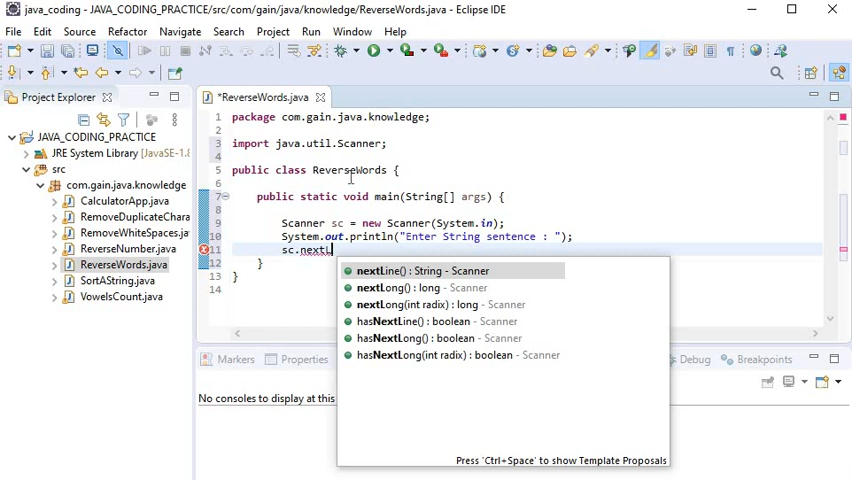 java_coding - JAVA_CODING_PRACTICE/src/com/gain/java/knowledge/ReverseWords.java - Eclipse IDE
File Edit Source Refactor Navigate Search Project Run Window Help
Project Explorer
*ReverseWords.java
JAVA_CODING_PRACTICE
JRE System Library [JavaSE-1.8
src
com.gain.java.knowledge
CalculatorApp.java
RemoveDuplicateChara
RemoveWhiteSpaces.jav
ReverseNumber.java
ReverseWords.java
SortAString.java
VowelsCount.java
1 package com.gain.java.knowledge;
2
3 import java.util.Scanner;
4
5 public class ReverseWords {
6
7 public static void main(String[] args) {
8
9 Scanner sc = new Scanner(System.in);
10 System.out.println("Enter String sentence : ");
11 sc.nextL
12 }
13 }
14
nextLine() : String - Scanner
nextLong() : long - Scanner
nextLong(int radix) : long - Scanner
hasNextLine() : boolean - Scanner
hasNextLong() : boolean - Scanner
hasNextLong(int radix) : boolean - Scanner
Press 'Ctrl+Space' to show Template Proposals
Markers Properties Debug Breakpoints
No consoles to display at this